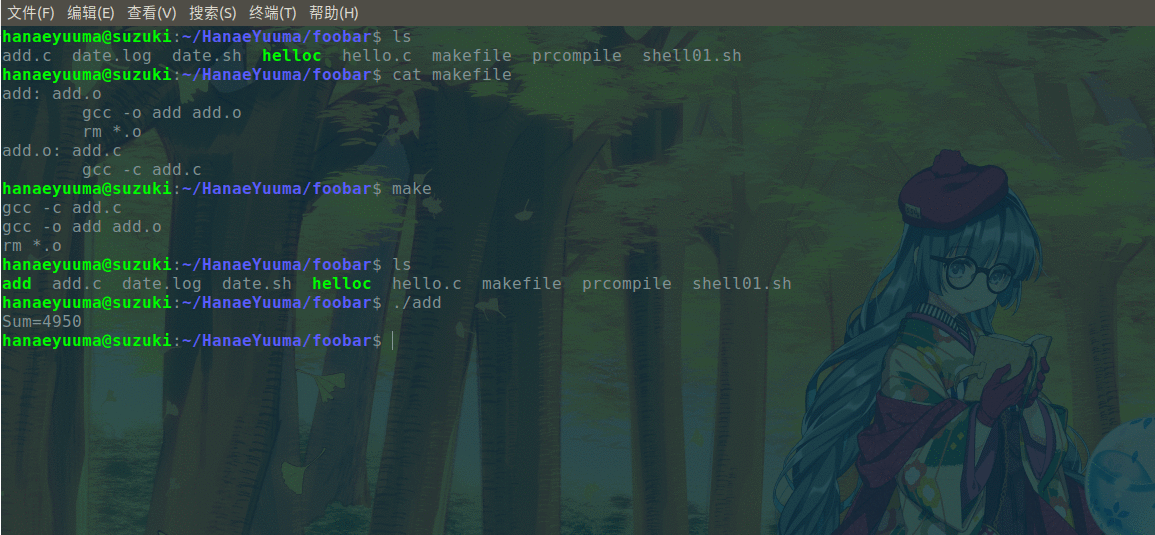 文件(F) 编辑(E) 查看(V) 搜索(S) 终端(T) 帮助(H)
hanaeyuuma@suzuki:~/HanaeYuuma/foobar$ ls
add.c  date.log  date.sh  helloc  hello.c  makefile  prcompile  shell01.sh
hanaeyuuma@suzuki:~/HanaeYuuma/foobar$ cat makefile
add: add.o
        gcc -o add add.o
        rm *.o
add.o: add.c
        gcc -c add.c
hanaeyuuma@suzuki:~/HanaeYuuma/foobar$ make
gcc -c add.c
gcc -o add add.o
rm *.o
hanaeyuuma@suzuki:~/HanaeYuuma/foobar$ ls
add  add.c  date.log  date.sh  helloc  hello.c  makefile  prcompile  shell01.sh
hanaeyuuma@suzuki:~/HanaeYuuma/foobar$ ./add
Sum=4950
hanaeyuuma@suzuki:~/HanaeYuuma/foobar$